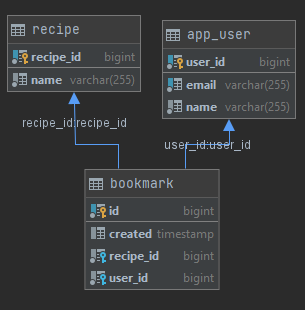 recipe
recipe_id bigint
name varchar(255)
app_user
user_id bigint
email varchar(255)
name varchar(255)
recipe_id:recipe_id
user_id:user_id
bookmark
id bigint
created timestamp
recipe_id bigint
user_id bigint